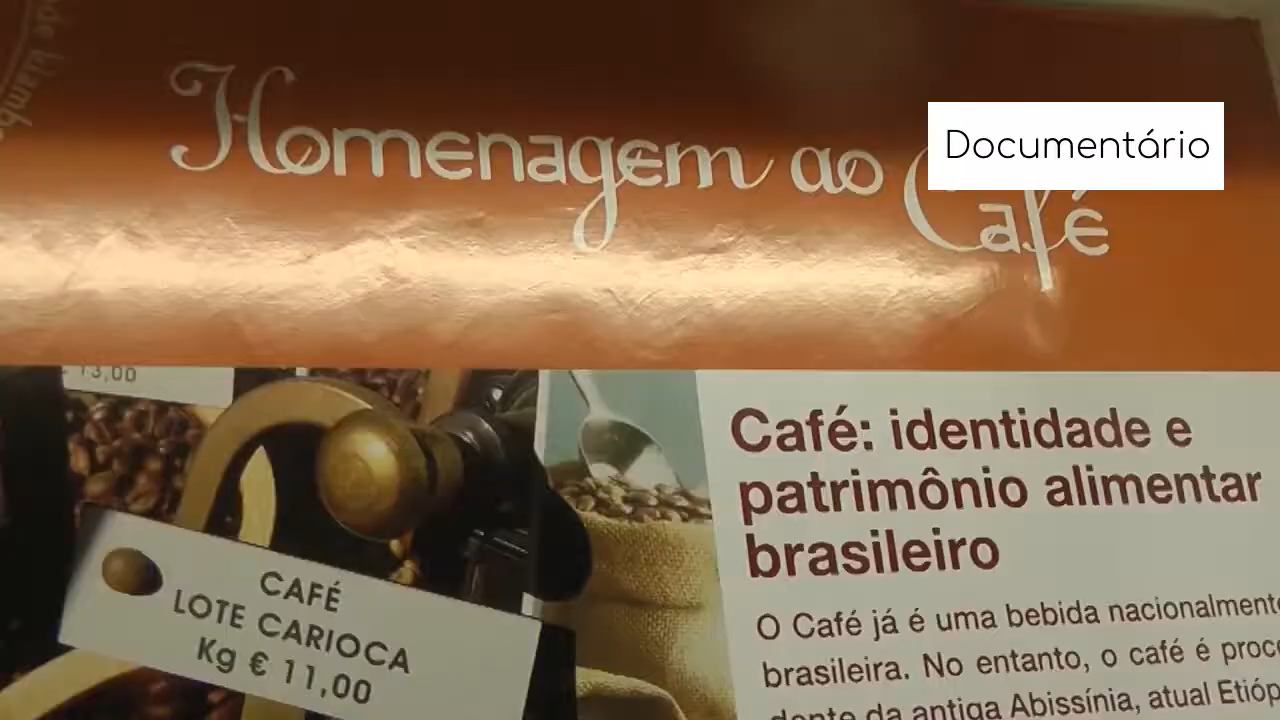 Homenagem ao Café
Documentário
13,00
CAFÉ
LOTE CARIOCA
Kg € 11,00
Café: identidade e
patrimônio alimentar
brasileiro
O Café já é uma bebida nacionalmente
brasileira. No entanto, o café é proce
dente da antiga Abissínia, atual Etióp